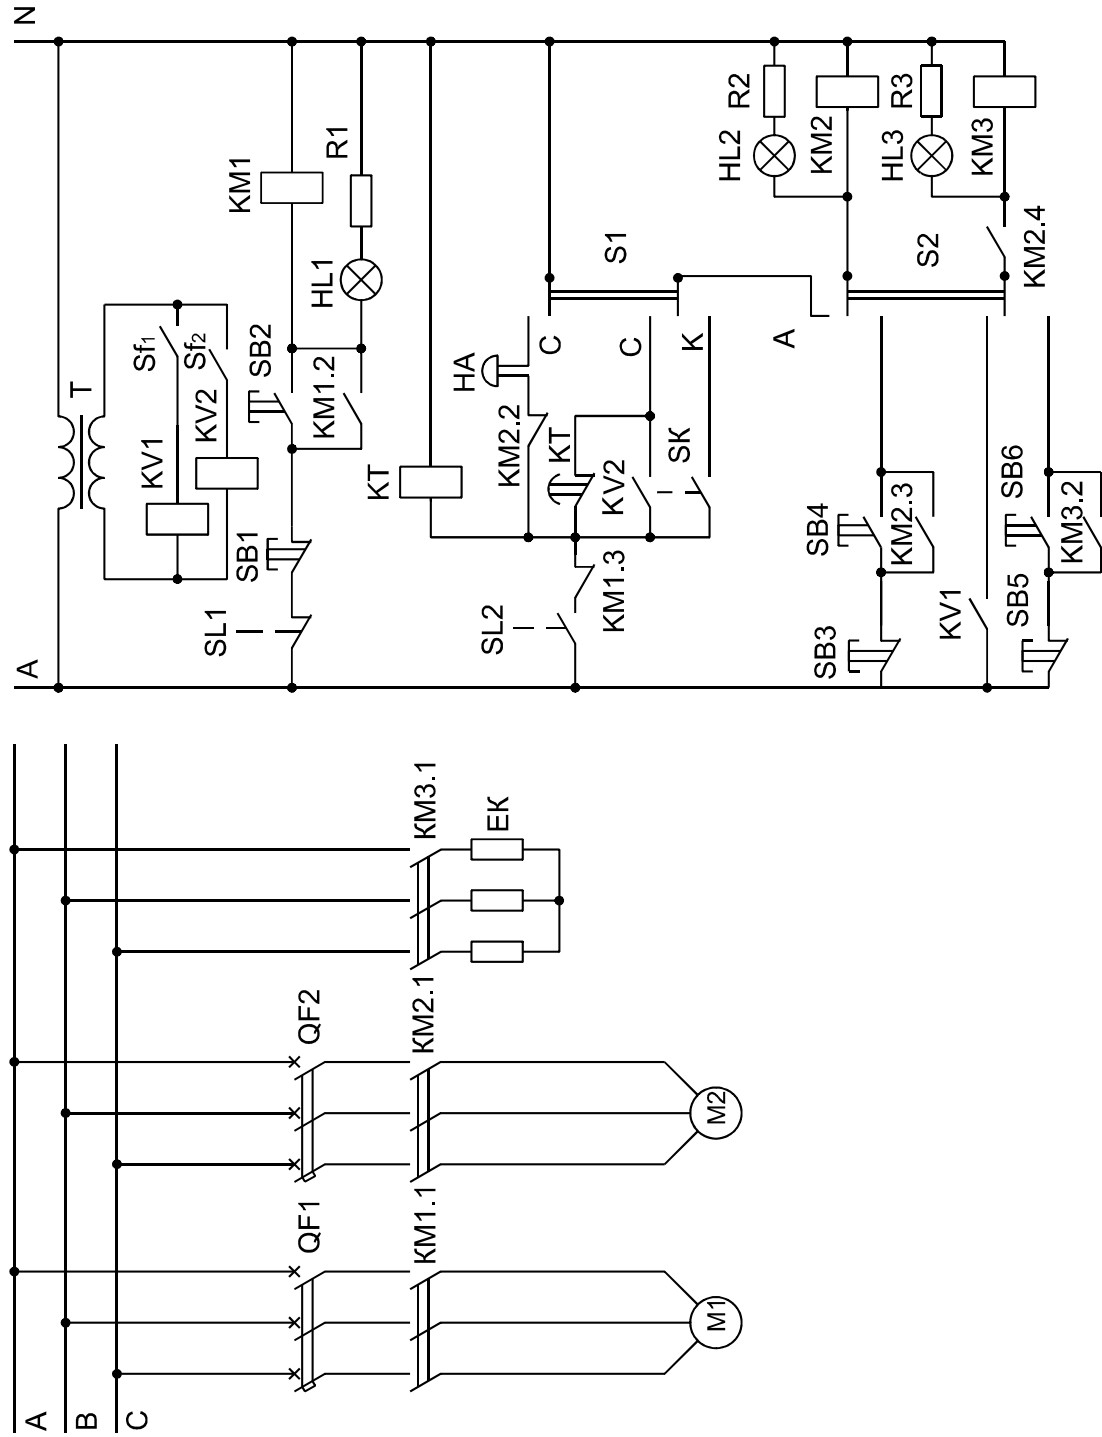 N
A
T
Sf1
Sf2
KV1
KV2
SB2
KM1
R1
HL1
KM1.2
SB1
SL1
KT
HA
C
KM2.2
KT
C
K
S1
KV2
SK
SL2
KM1.3
R2
HL2
KM2
R3
HL3
KM3
A
S2
KM2.4
SB4
KM2.3
SB3
KV1
SB6
KM3.2
SB5
KM3.1
EK
QF2
KM2.1
M2
QF1
KM1.1
M1
A
B
C